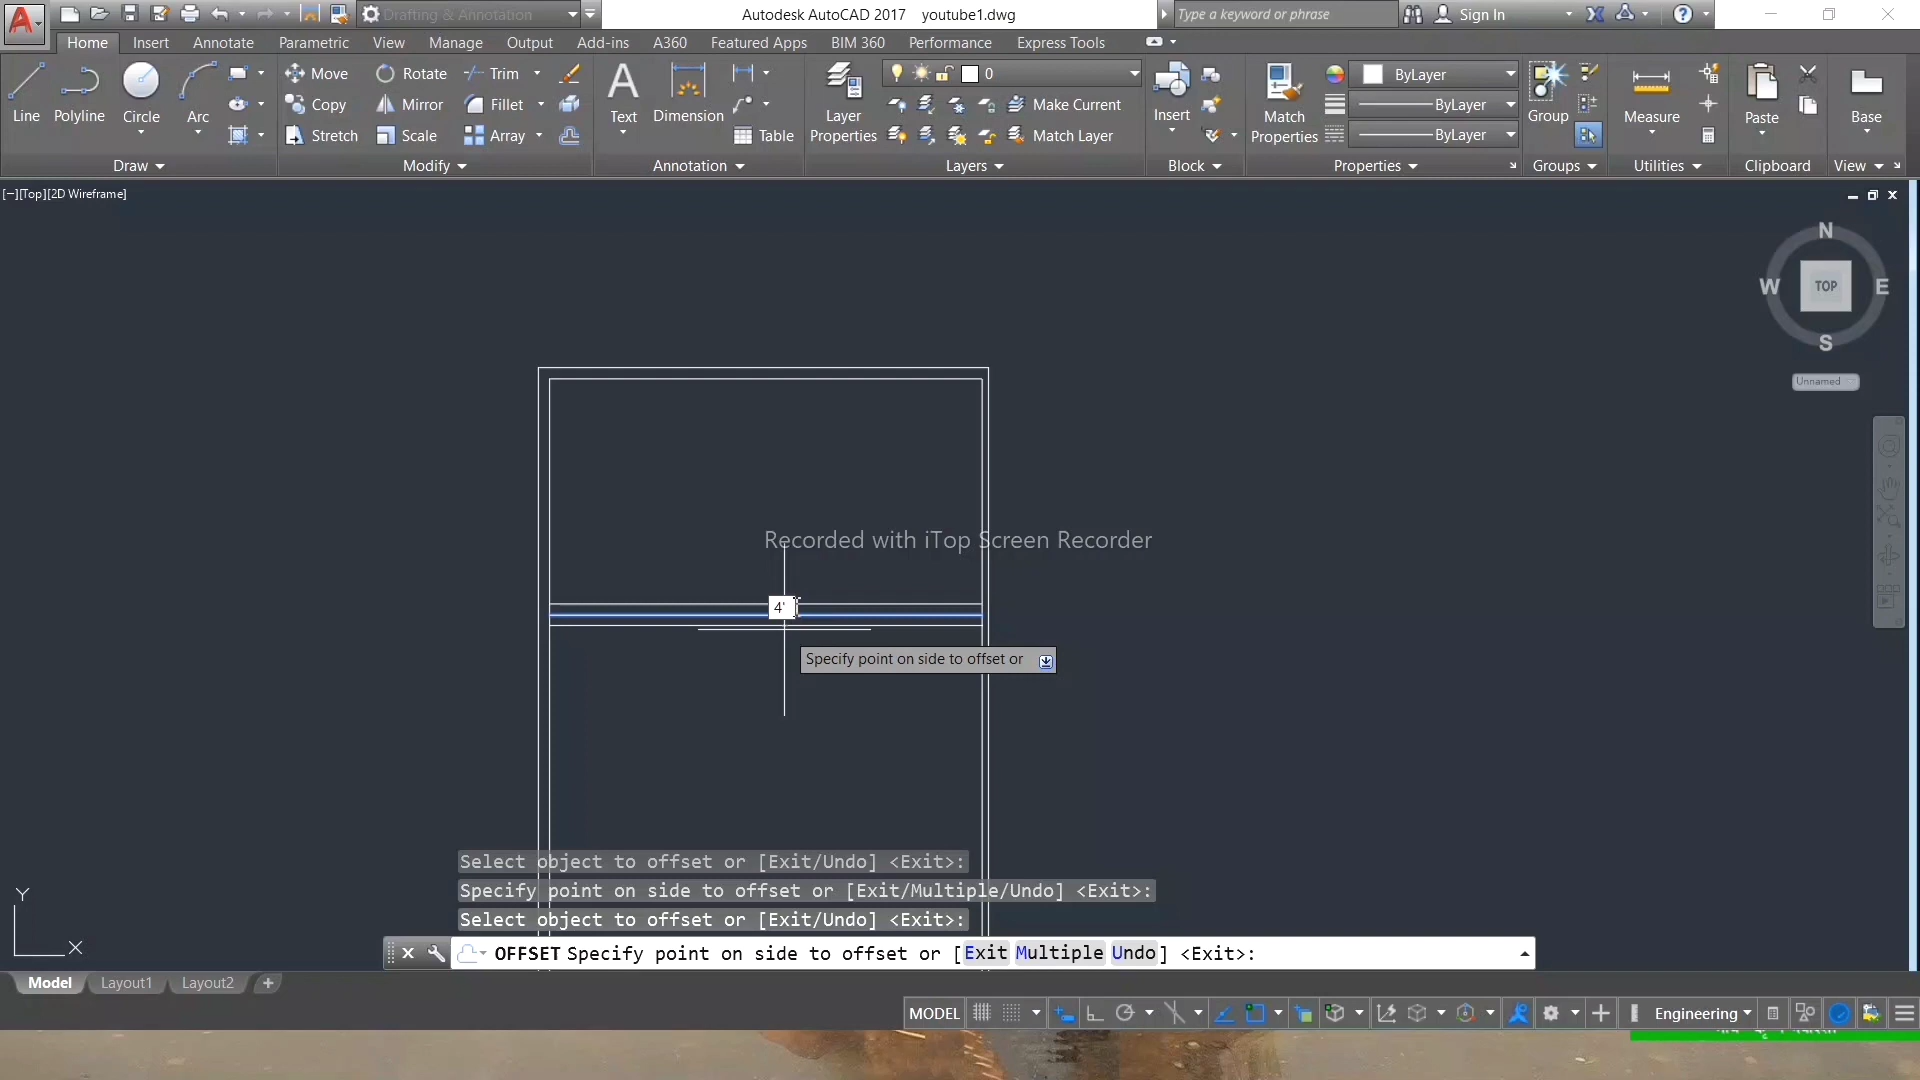 Drafting & Annotation
Autodesk AutoCAD 2017 youtube1.dwg
Type a keyword or phrase
Sign In
Home Insert Annotate Parametric View Manage Output Add-ins A360 Featured Apps BIM 360 Performance Express Tools
Line Polyline Circle Arc
Move Rotate Trim
Copy Mirror Fillet
Stretch Scale Array
Text Dimension Table
Layer Properties
0
Make Current
Match Layer
Insert
Match Properties
ByLayer
ByLayer
ByLayer
Group
Measure
Paste
Base
Draw Modify Annotation Layers Block Properties Groups Utilities Clipboard View
[−][Top][2D Wireframe]
N
W TOP E
S
Unnamed
Recorded with iTop Screen Recorder
4'
Specify point on side to offset or
Select object to offset or [Exit/Undo] <Exit>:
Specify point on side to offset or [Exit/Multiple/Undo] <Exit>:
Select object to offset or [Exit/Undo] <Exit>:
Y
X
OFFSET Specify point on side to offset or [Exit Multiple Undo] <Exit>:
Model Layout1 Layout2 +
MODEL
Engineering